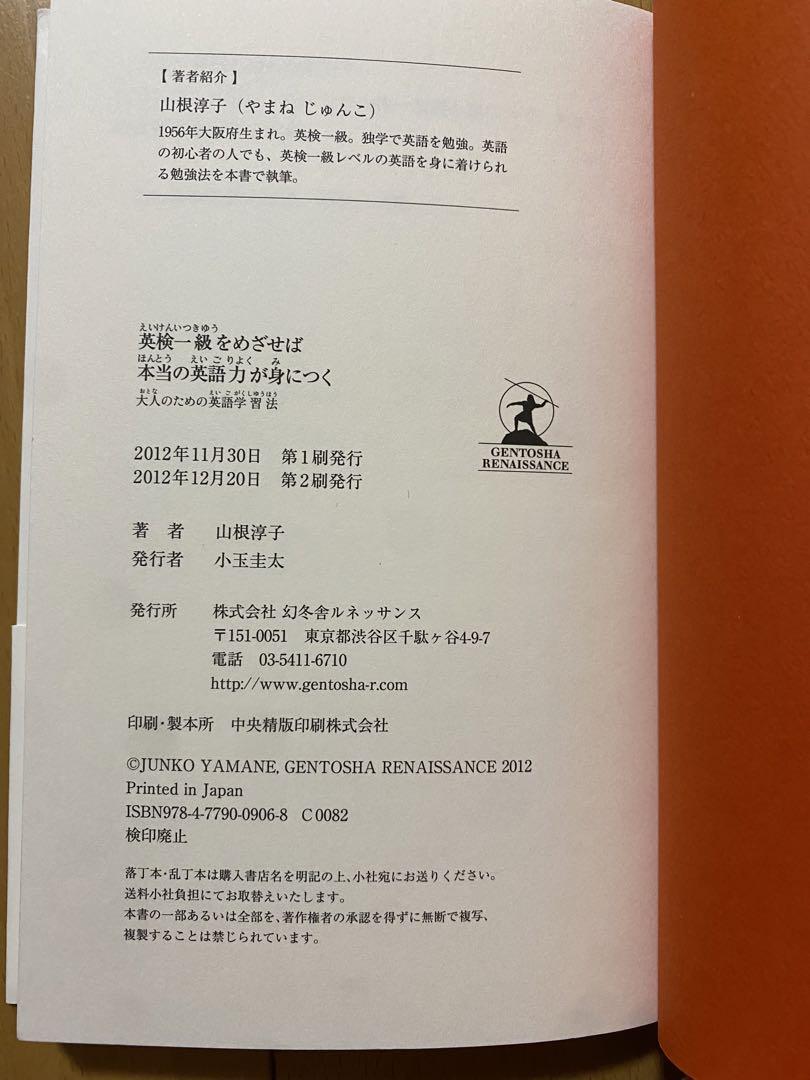 【著者紹介】
山根淳子（やまね じゅんこ）
1956年大阪府生まれ。英検一級。独学で英語を勉強。英語
の初心者の人でも、英検一級レベルの英語を身に着けられ
る勉強法を本書で執筆。
えいけんいつきゆう
英検一級をめざせば
ほんとう えいごりよく み
本当の英語力が身につく
おとな えいごがくしゅうほう
大人のための英語学習法
GENTOSHA
RENAISSANCE
2012年11月30日 第1刷発行
2012年12月20日 第2刷発行
著 者 山根淳子
発行者 小玉圭太
発行所 株式会社 幻冬舎ルネッサンス
〒151-0051 東京都渋谷区千駄ヶ谷4-9-7
電話 03-5411-6710
http://www.gentosha-r.com
印刷・製本所 中央精版印刷株式会社
©JUNKO YAMANE, GENTOSHA RENAISSANCE 2012
Printed in Japan
ISBN978-4-7790-0906-8 C0082
検印廃止
落丁本・乱丁本は購入書店名を明記の上、小社宛にお送りください。
送料小社負担にてお取替えいたします。
本書の一部あるいは全部を、著作権者の承認を得ずに無断で複写、
複製することは禁じられています。